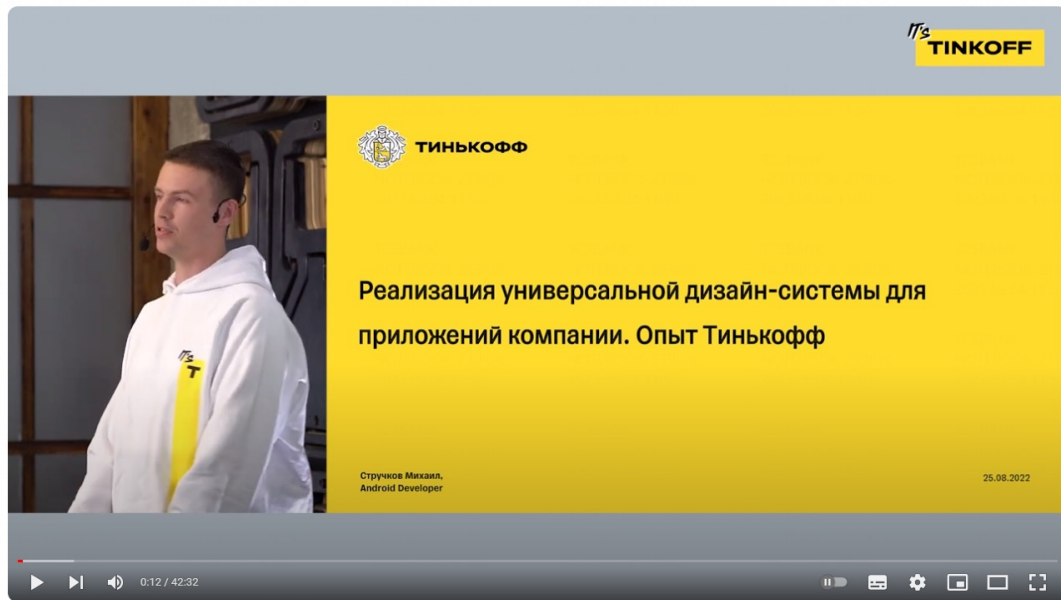 IT'S
TINKOFF
ТИНЬКОФФ
Реализация универсальной дизайн-системы для
приложений компании. Опыт Тинькофф
IT'S
T
Стручков Михаил,
Android Developer
25.08.2022
0:12 / 42:32